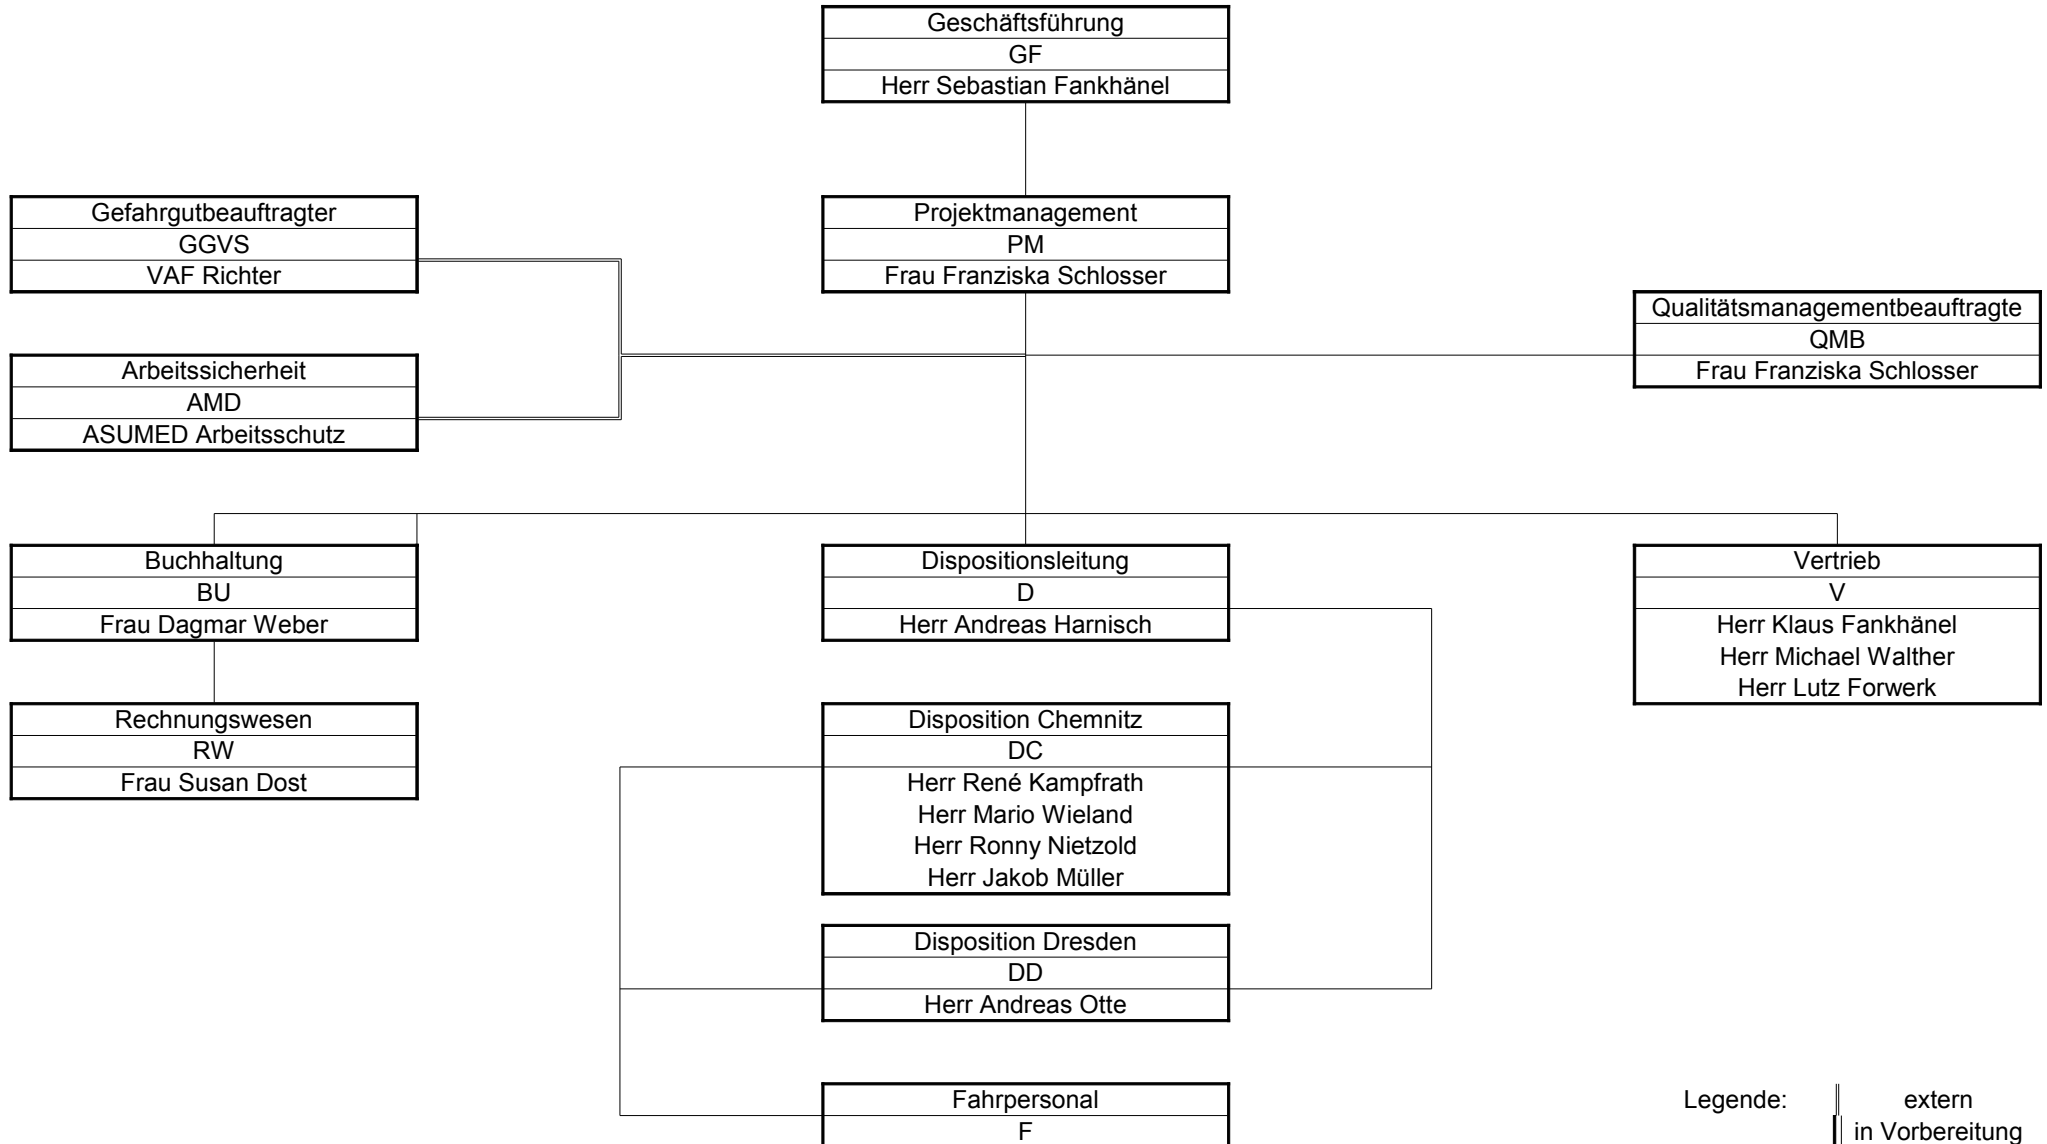 Geschäftsführung
GF
Herr Sebastian Fankhänel
Gefahrgutbeauftragter
GGVS
VAF Richter
Projektmanagement
PM
Frau Franziska Schlosser
Qualitätsmanagementbeauftragte
QMB
Frau Franziska Schlosser
Arbeitssicherheit
AMD
ASUMED Arbeitsschutz
Buchhaltung
BU
Frau Dagmar Weber
Dispositionsleitung
D
Herr Andreas Harnisch
Vertrieb
V
Herr Klaus Fankhänel
Herr Michael Walther
Herr Lutz Forwerk
Rechnungswesen
RW
Frau Susan Dost
Disposition Chemnitz
DC
Herr René Kampfrath
Herr Mario Wieland
Herr Ronny Nietzold
Herr Jakob Müller
Disposition Dresden
DD
Herr Andreas Otte
Fahrpersonal
F
Legende: extern
in Vorbereitung